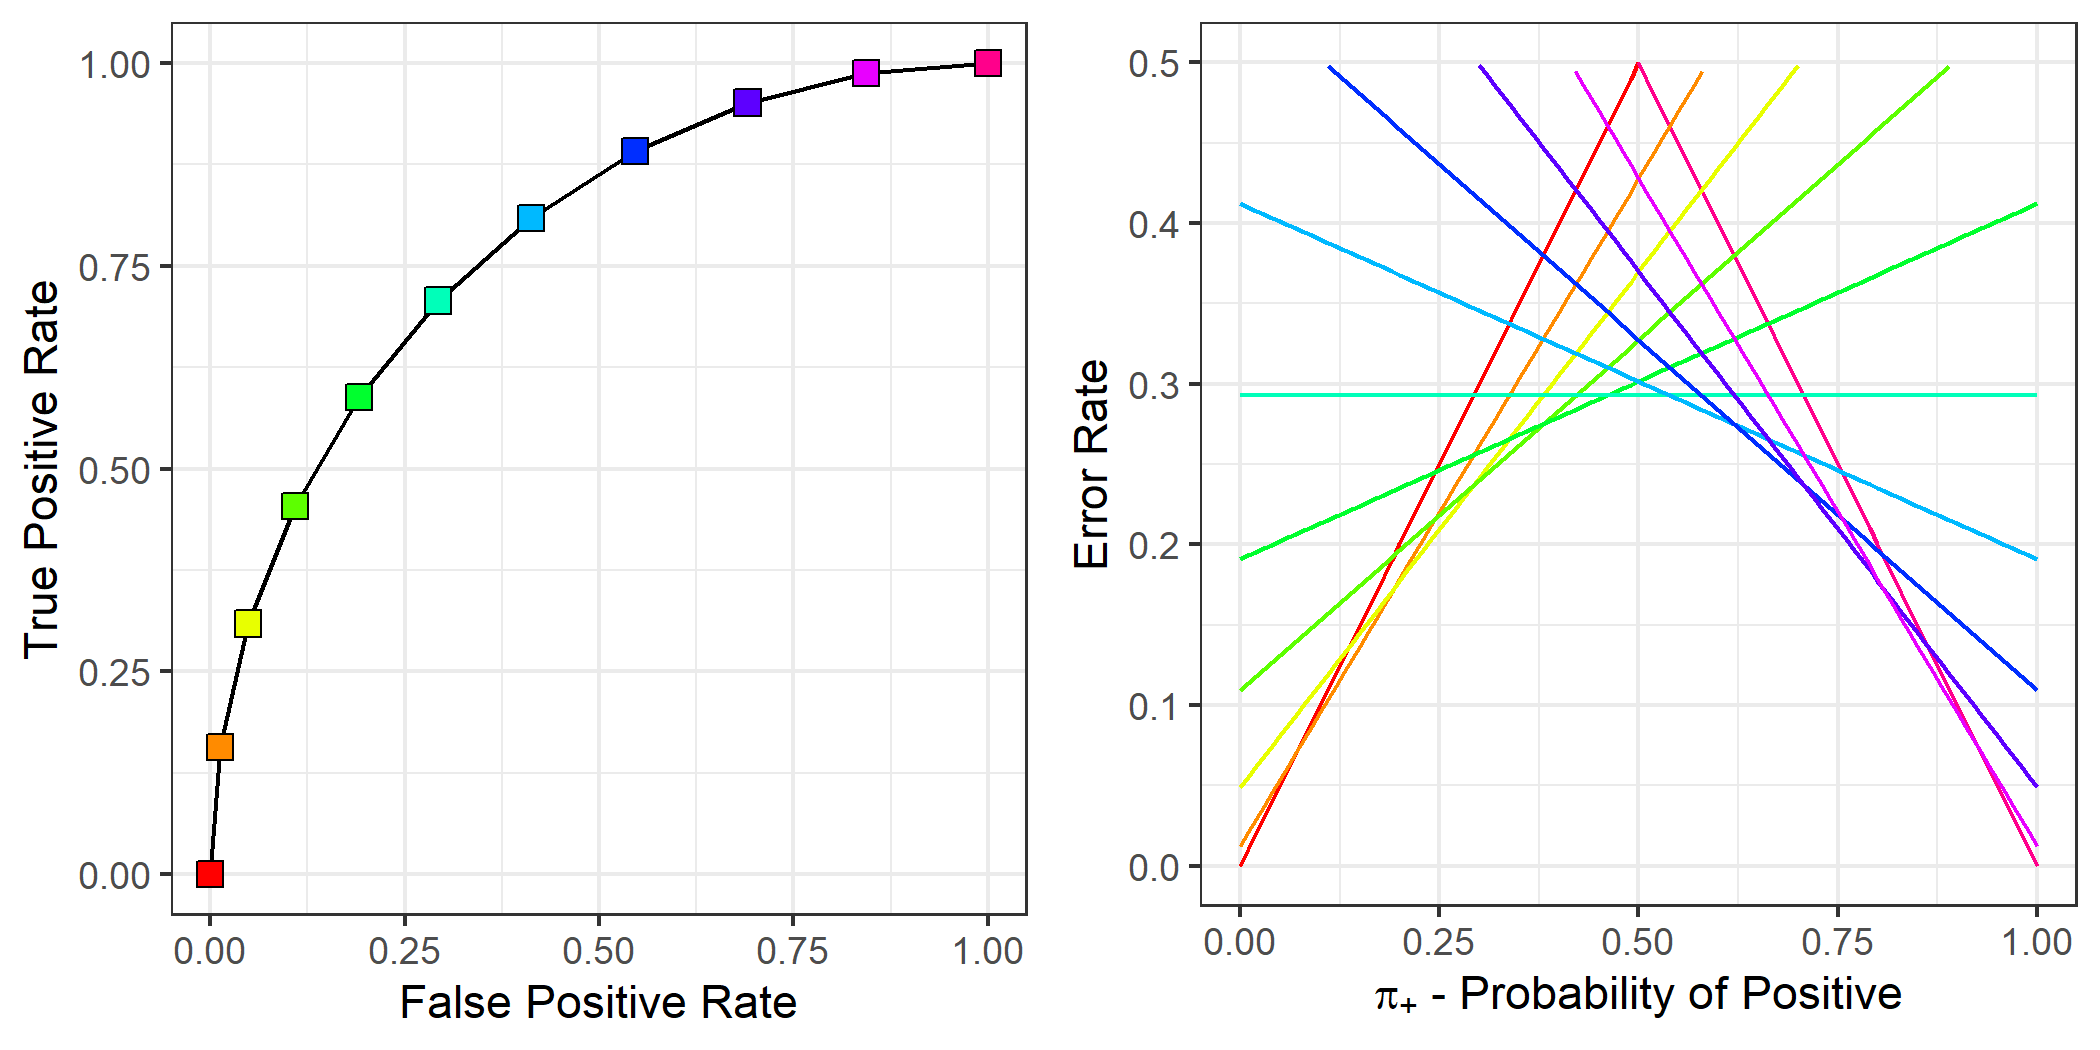 True Positive Rate
1.00
0.75
0.50
0.25
0.00
0.00 0.25 0.50 0.75 1.00
False Positive Rate
Error Rate
0.5
0.4
0.3
0.2
0.1
0.0
0.00 0.25 0.50 0.75 1.00
π₊ - Probability of Positive